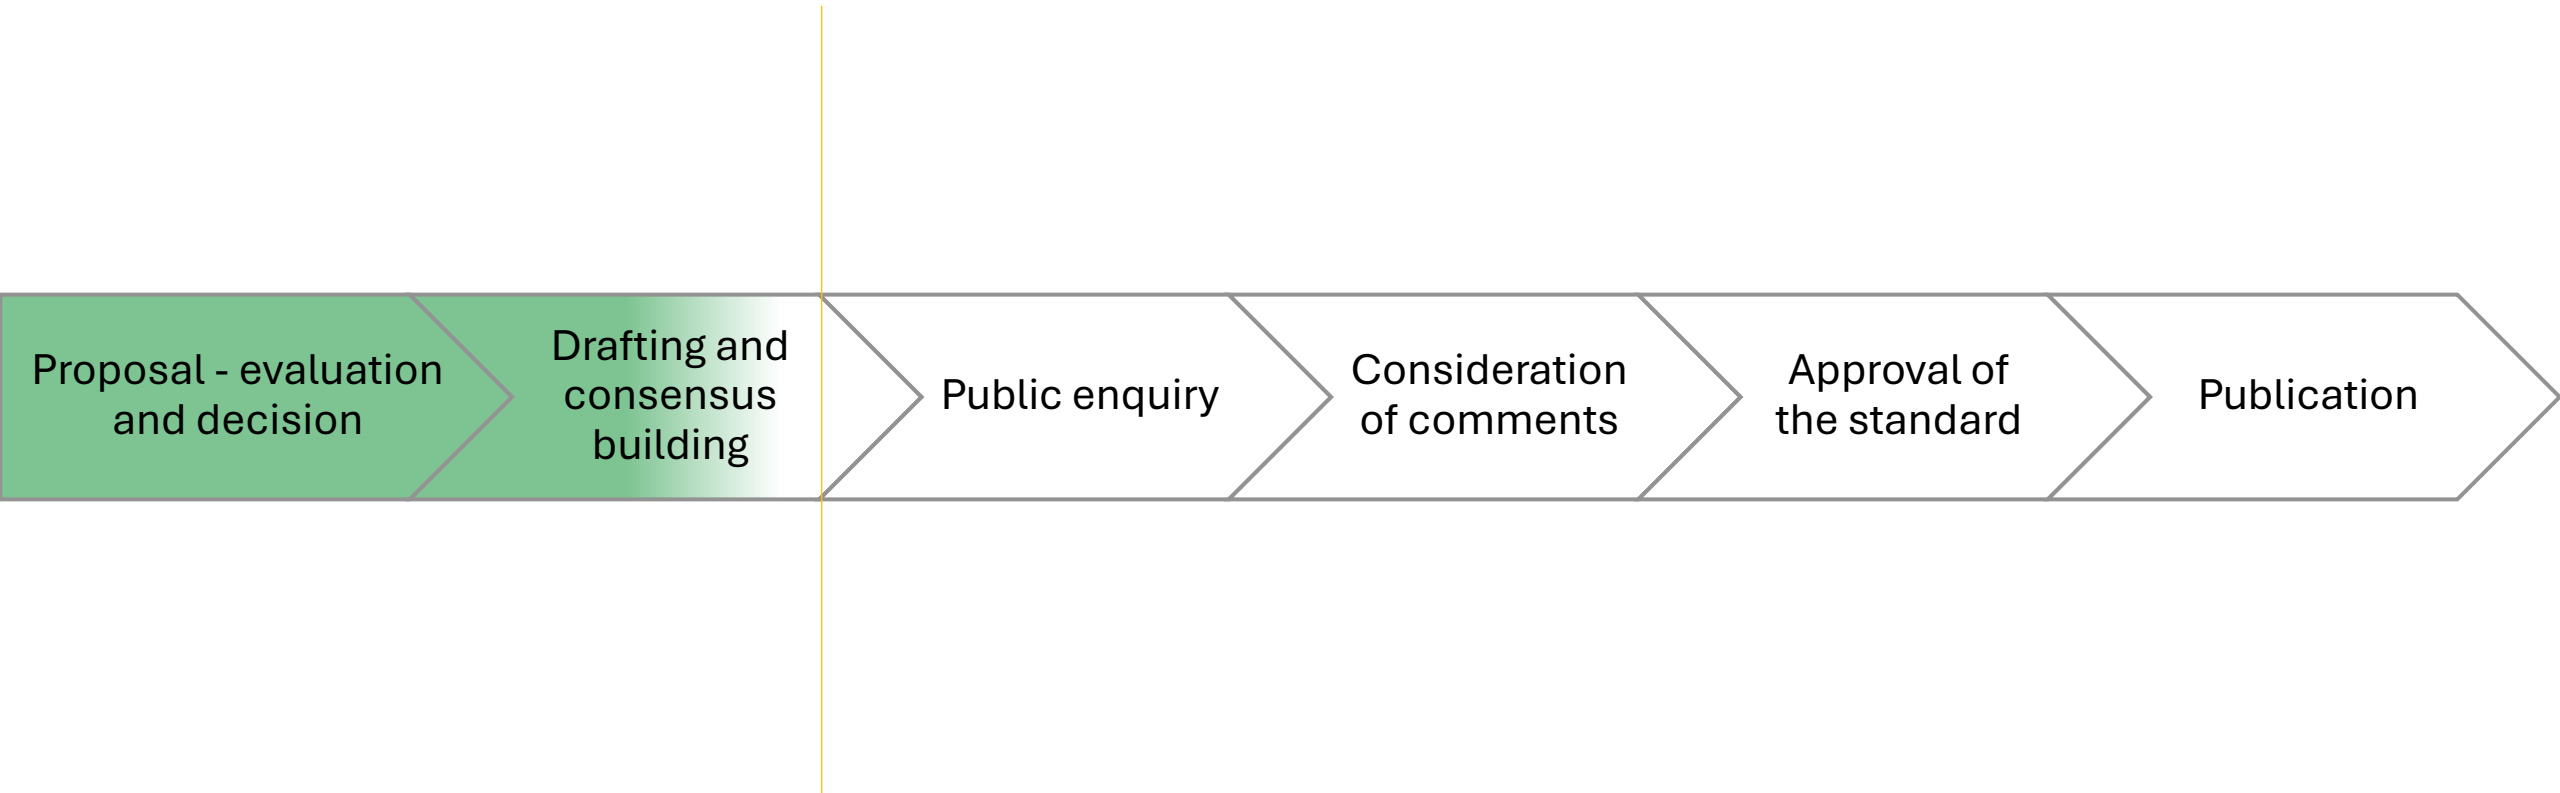 Proposal - evaluation
and decision
Drafting and
consensus
building
Public enquiry
Consideration
of comments
Approval of
the standard
Publication